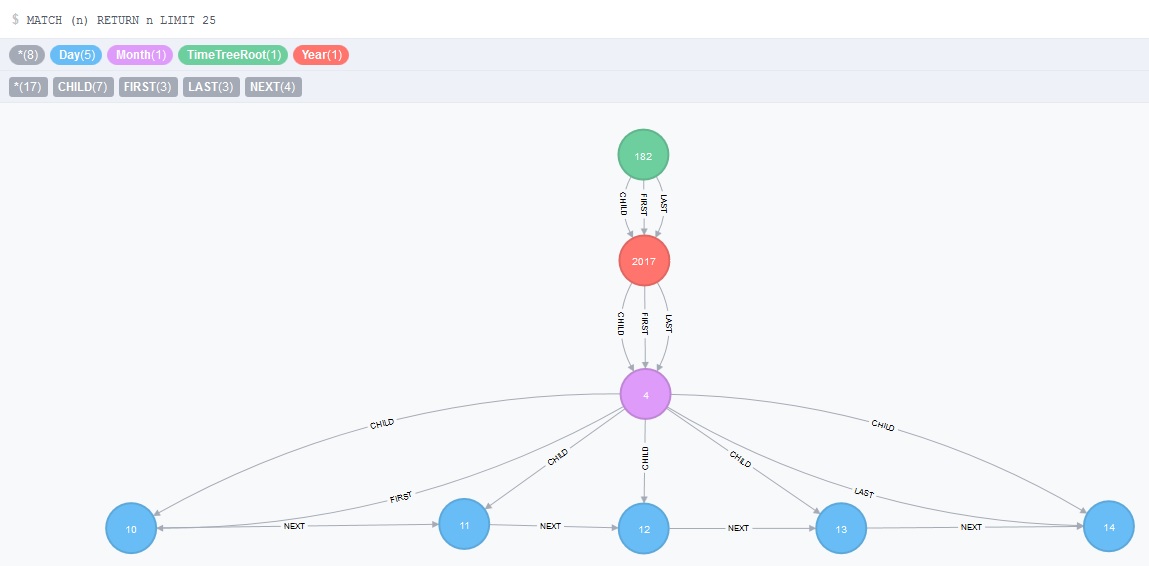 $ MATCH (n) RETURN n LIMIT 25
*(8) Day(5) Month(1) TimeTreeRoot(1) Year(1)
*(17) CHILD(7) FIRST(3) LAST(3) NEXT(4)
182
CHILD FIRST LAST
2017
CHILD FIRST LAST
4
CHILD CHILD
CHILD CHILD CHILD
FIRST LAST
NEXT NEXT NEXT NEXT
10 11 12 13 14